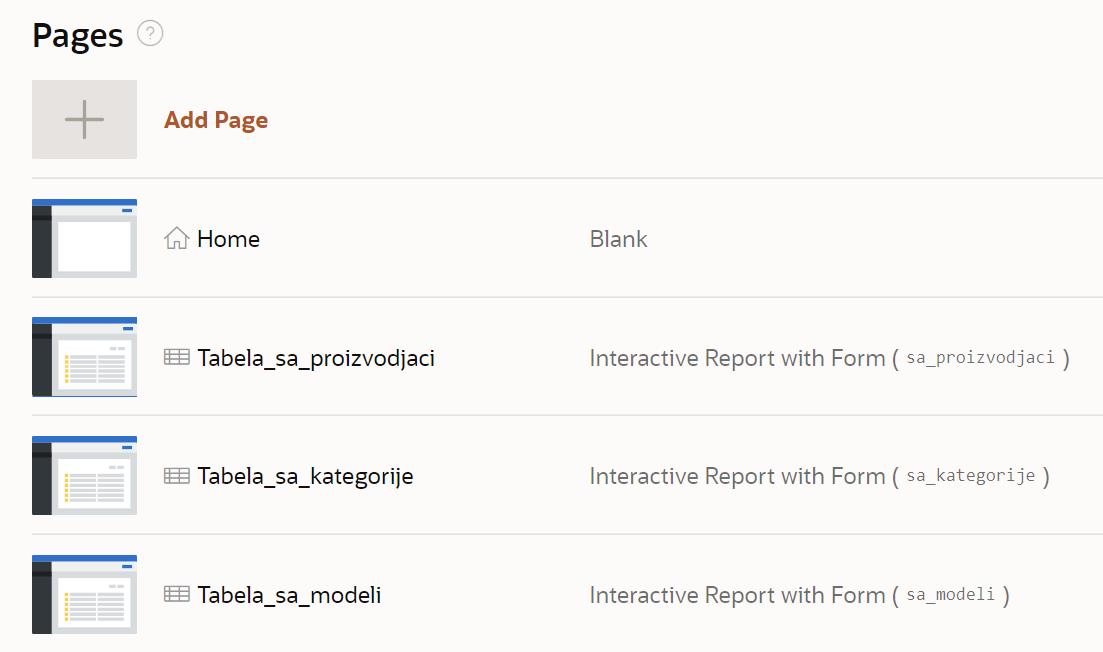 Pages ?
Add Page
Home Blank
Tabela_sa_proizvodjaci Interactive Report with Form ( sa_proizvodjaci )
Tabela_sa_kategorije Interactive Report with Form ( sa_kategorije )
Tabela_sa_modeli Interactive Report with Form ( sa_modeli )